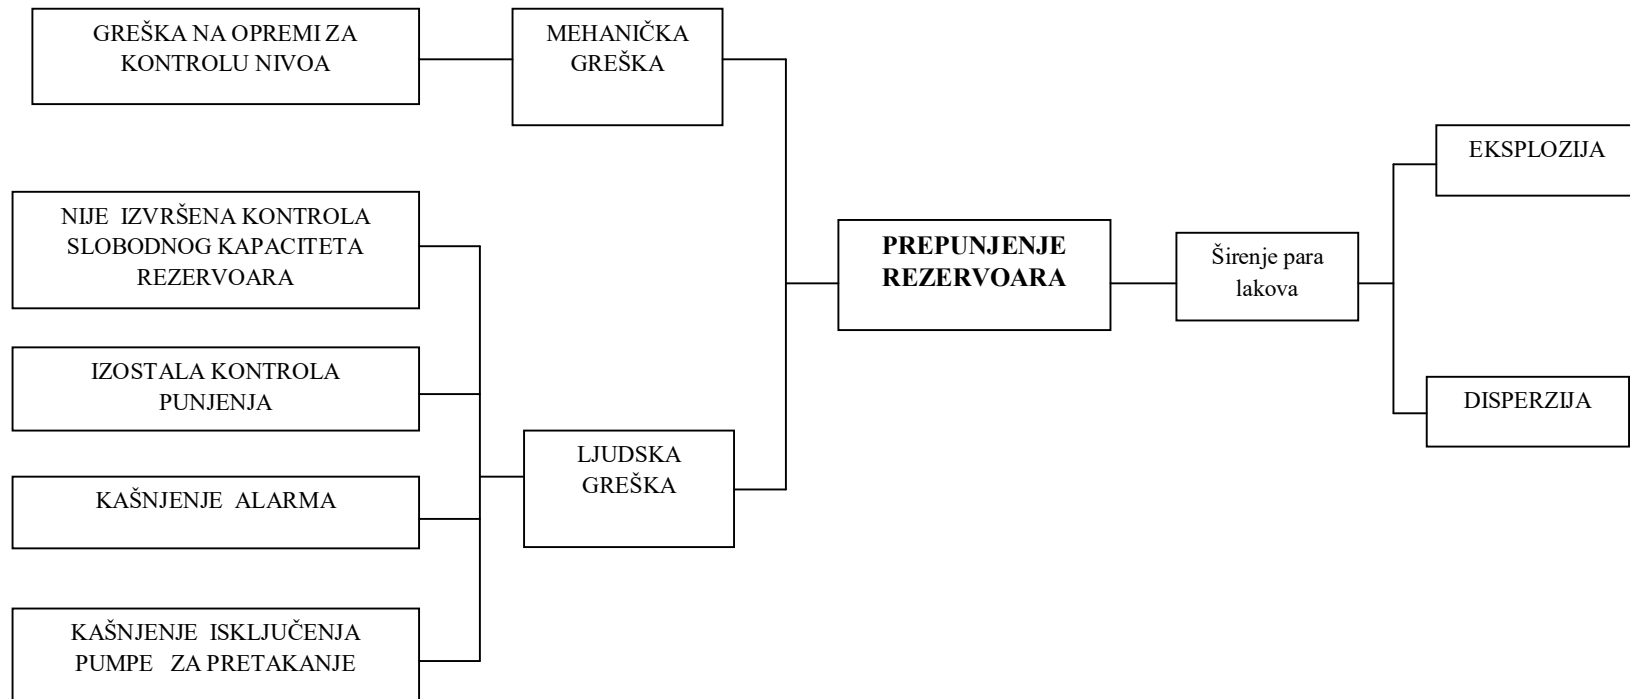 GREŠKA NA OPREMI ZA
KONTROLU NIVOA
MEHANIČKA
GREŠKA
NIJE IZVRŠENA KONTROLA
SLOBODNOG KAPACITETA
REZERVOARA
IZOSTALA KONTROLA
PUNJENJA
KAŠNJENJE ALARMA
KAŠNJENJE ISKLJUČENJA
PUMPE ZA PRETAKANJE
LJUDSKA
GREŠKA
PREPUNJENJE
REZERVOARA
Širenje para
lakova
EKSPLOZIJA
DISPERZIJA